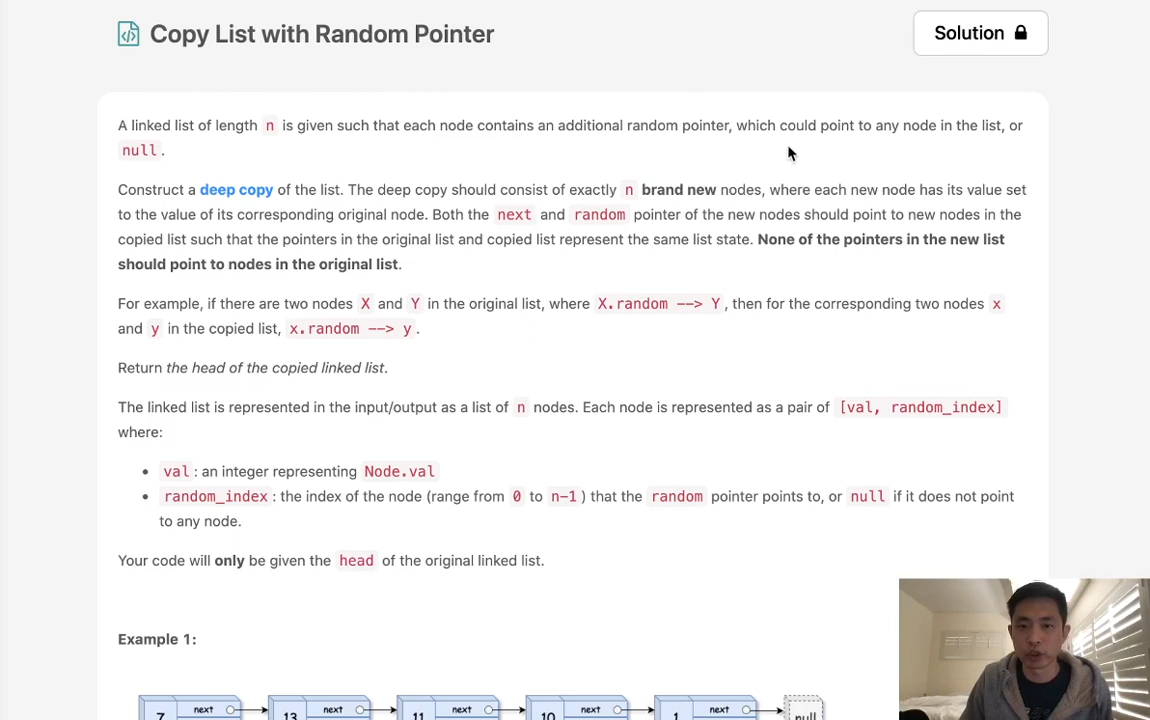 Copy List with Random Pointer
Solution
A linked list of length n is given such that each node contains an additional random pointer, which could point to any node in the list, or
null.
Construct a deep copy of the list. The deep copy should consist of exactly n brand new nodes, where each new node has its value set
to the value of its corresponding original node. Both the next and random pointer of the new nodes should point to new nodes in the
copied list such that the pointers in the original list and copied list represent the same list state. None of the pointers in the new list
should point to nodes in the original list.
For example, if there are two nodes X and Y in the original list, where X.random --> Y, then for the corresponding two nodes x
and y in the copied list, x.random --> y.
Return the head of the copied linked list.
The linked list is represented in the input/output as a list of n nodes. Each node is represented as a pair of [val, random_index]
where:
• val: an integer representing Node.val
• random_index: the index of the node (range from 0 to n-1) that the random pointer points to, or null if it does not point
to any node.
Your code will only be given the head of the original linked list.
Example 1:
next next next next next
7 13 11 10 1 null